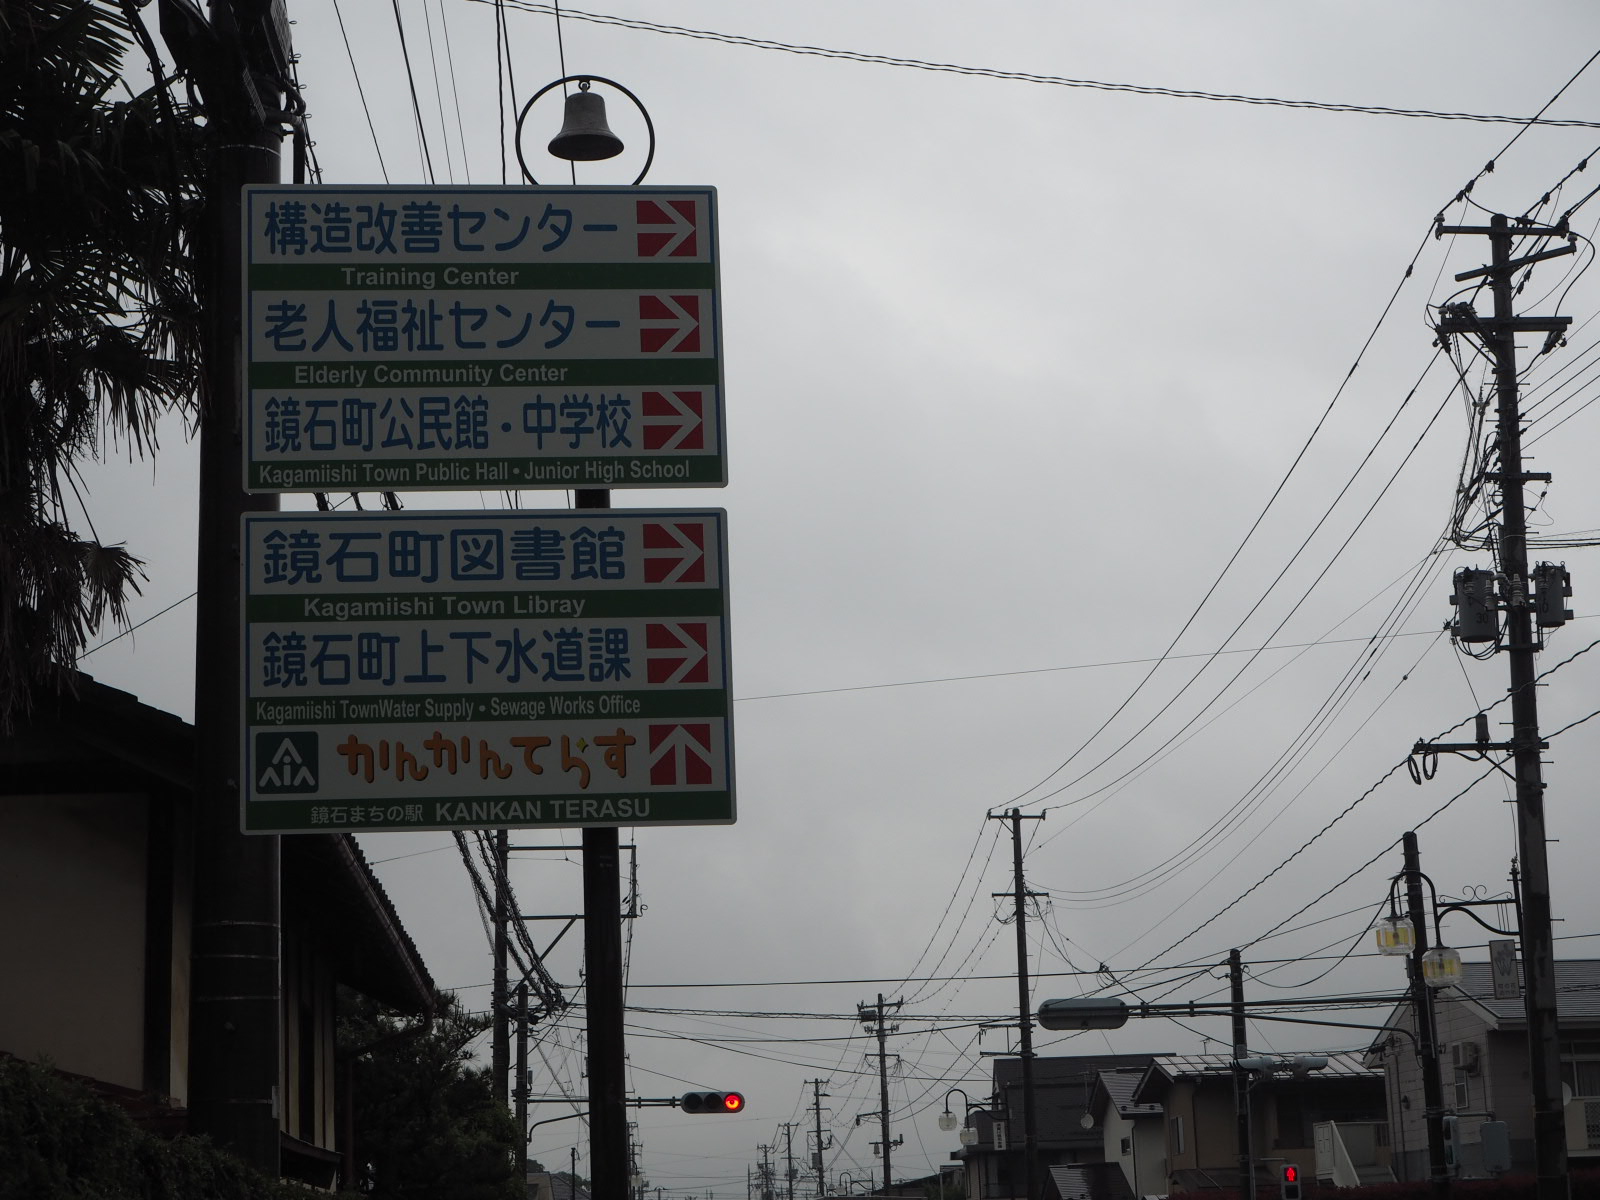 構造改善センター
Training Center
老人福祉センター
Elderly Community Center
鏡石町公民館・中学校
Kagamiishi Town Public Hall • Junior High School
鏡石町図書館
Kagamiishi Town Libray
鏡石町上下水道課
Kagamiishi TownWater Supply • Sewage Works Office
かんかんてらす
鏡石まちの駅 KANKAN TERASU
30